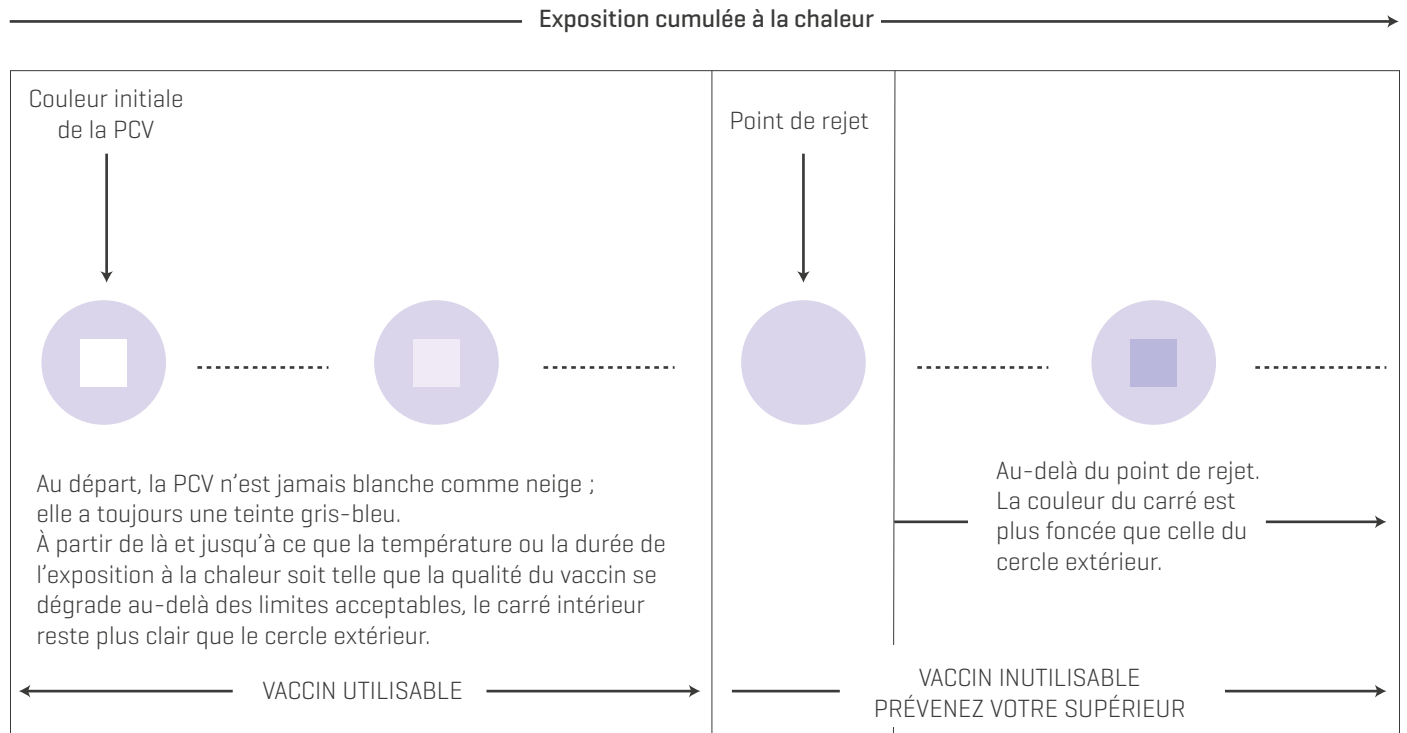 Exposition cumulée à la chaleur
Couleur initiale
de la PCV
Point de rejet
Au départ, la PCV n'est jamais blanche comme neige ;
elle a toujours une teinte gris-bleu.
À partir de là et jusqu'à ce que la température ou la durée de
l'exposition à la chaleur soit telle que la qualité du vaccin se
dégrade au-delà des limites acceptables, le carré intérieur
reste plus clair que le cercle extérieur.
Au-delà du point de rejet.
La couleur du carré est
plus foncée que celle du
cercle extérieur.
VACCIN UTILISABLE
VACCIN INUTILISABLE
PRÉVENEZ VOTRE SUPÉRIEUR